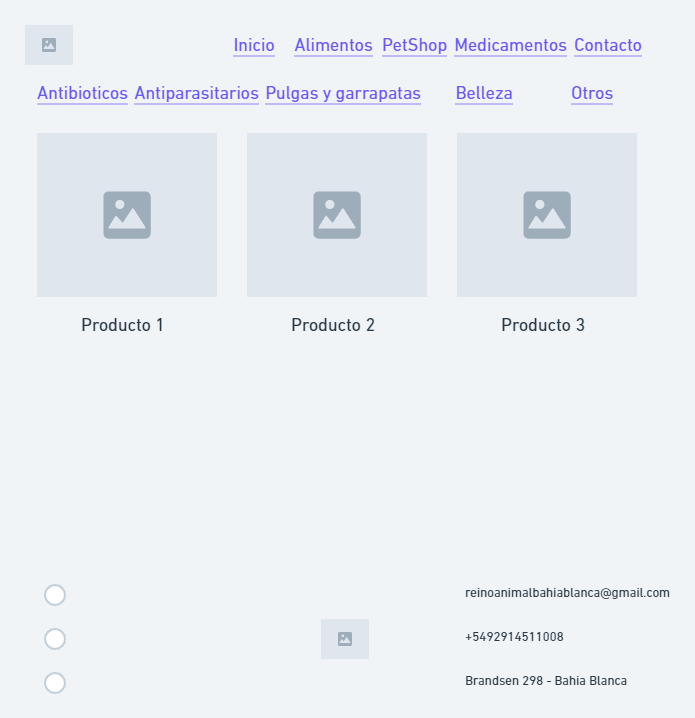 Inicio Alimentos PetShop Medicamentos Contacto
Antibioticos Antiparasitarios Pulgas y garrapatas Belleza Otros
Producto 1 Producto 2 Producto 3
reinoanimalbahiablanca@gmail.com
+5492914511008
Brandsen 298 - Bahia Blanca